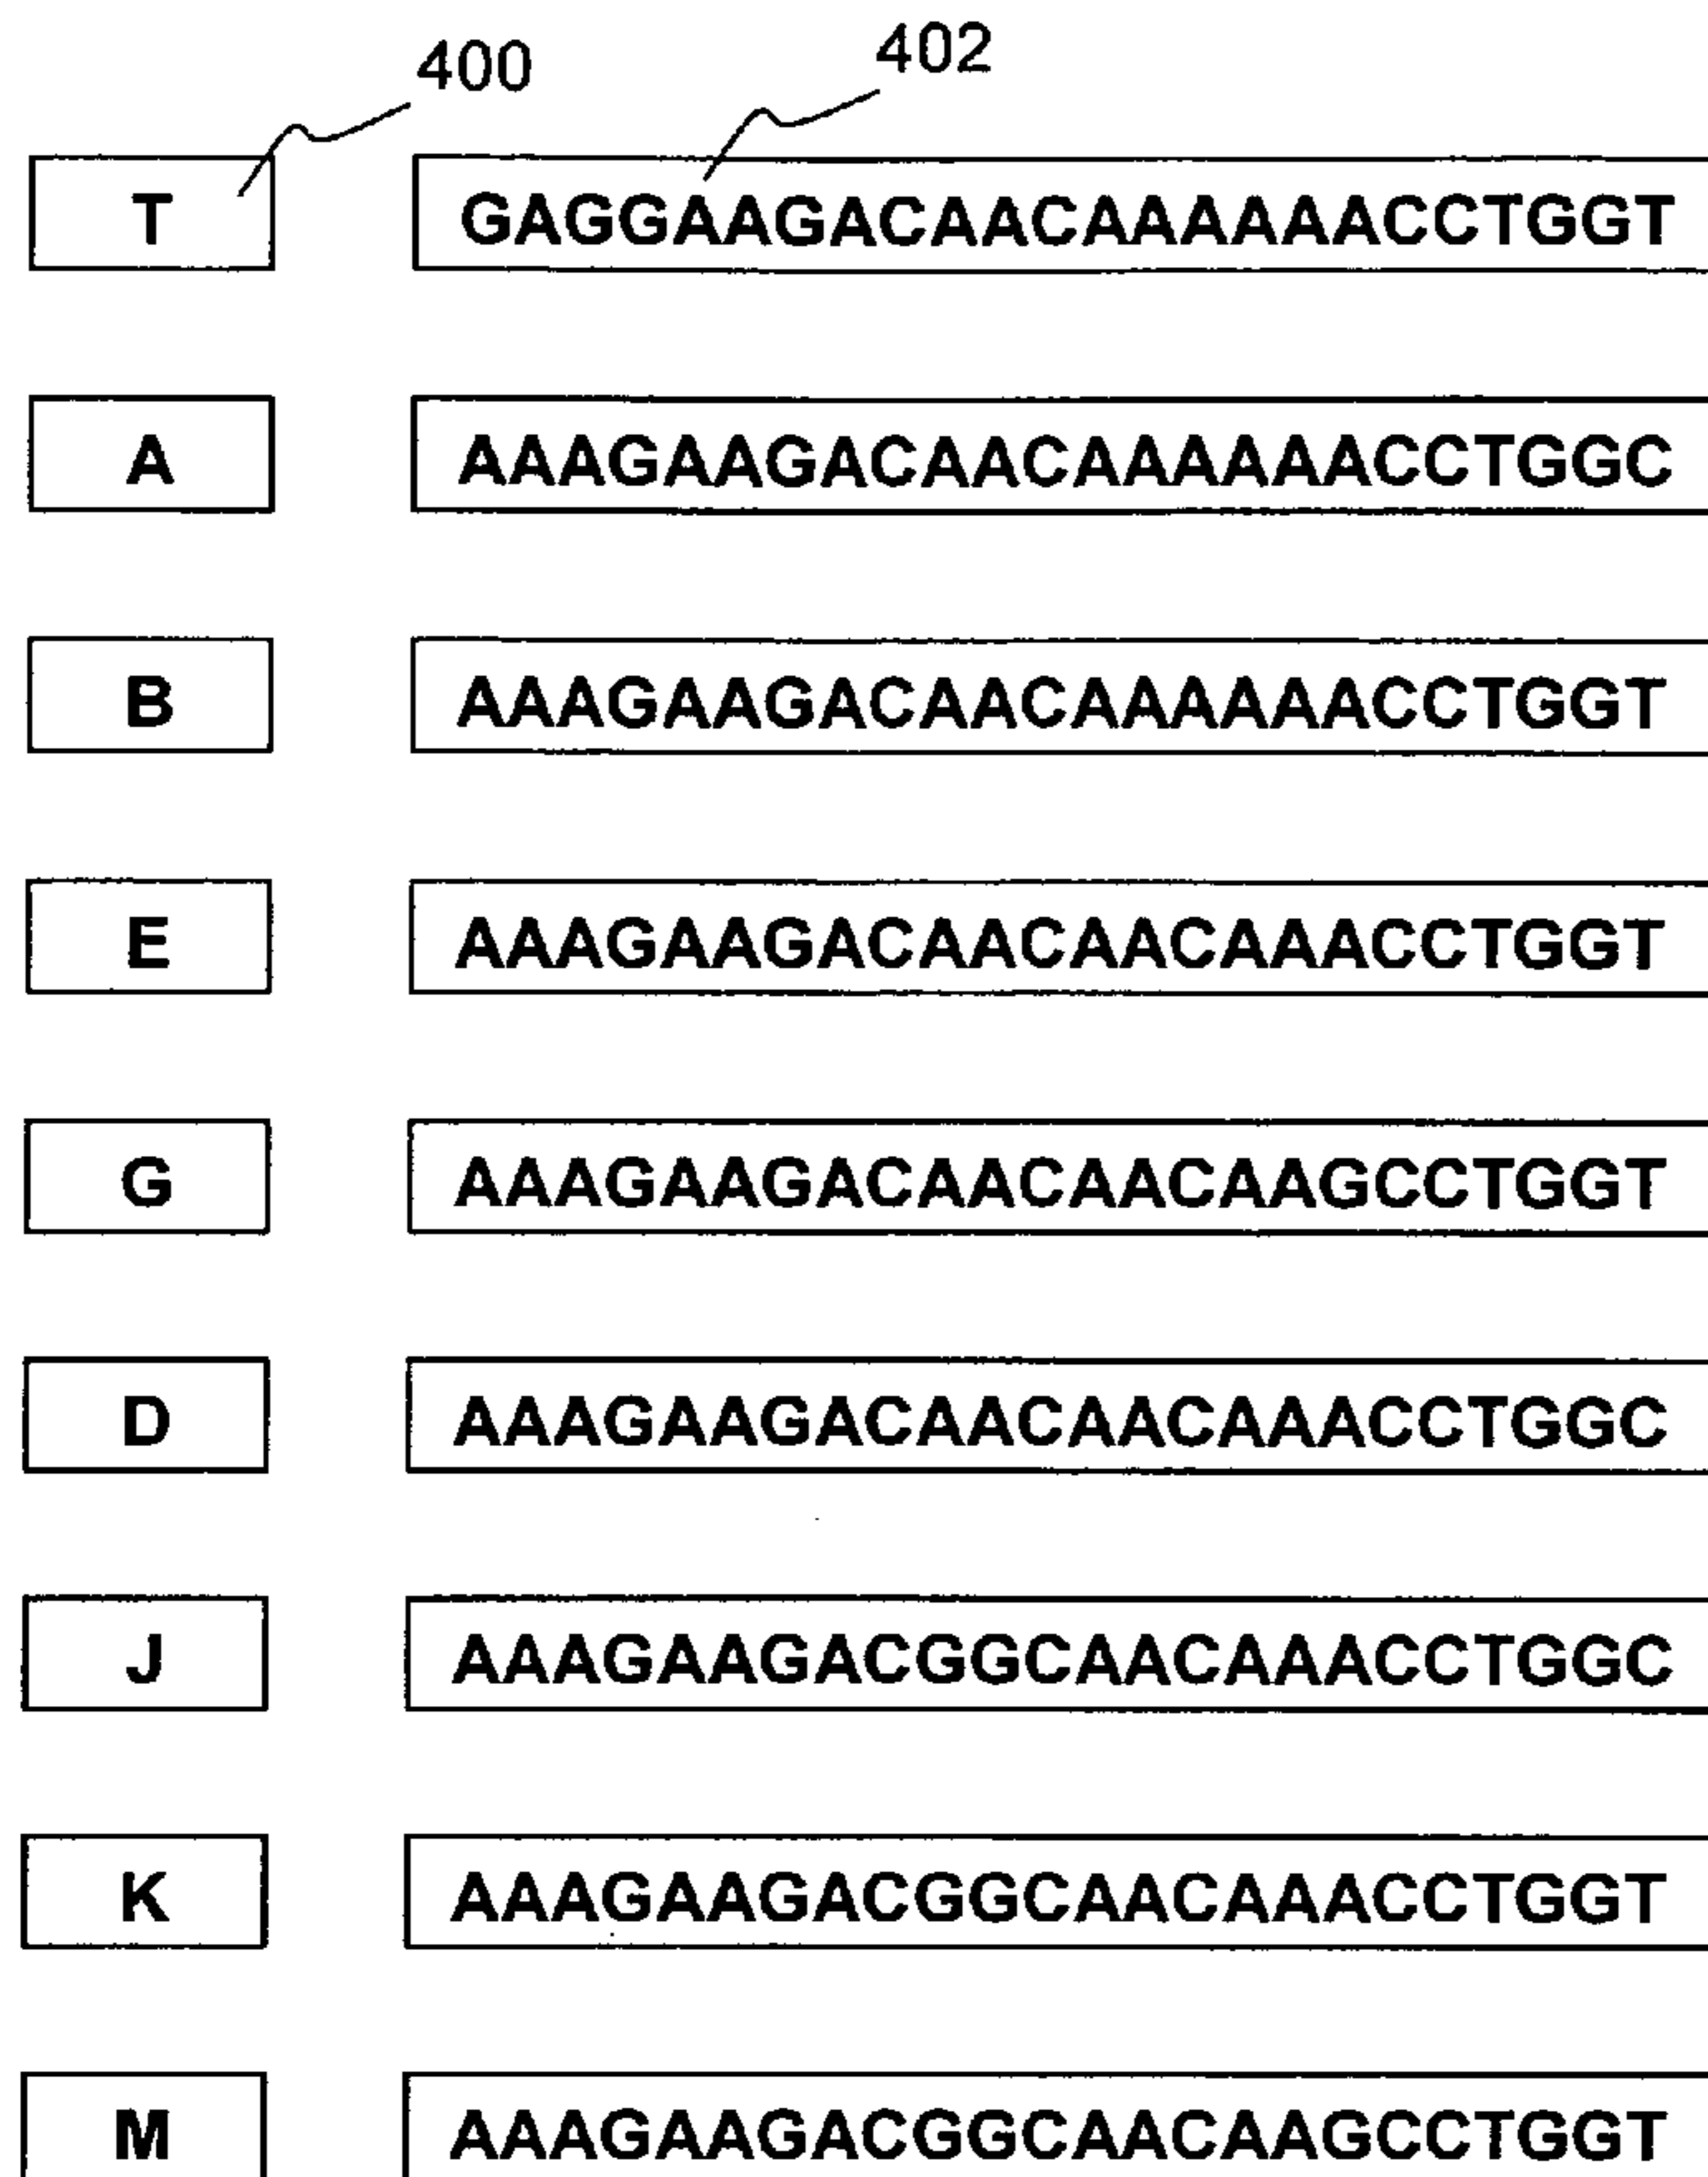 400 402
T GAGGAAGACAACAAAAAACCTGGT
A AAAGAAGACAACAAAAAACCTGGC
B AAAGAAGACAACAAAAAACCTGGT
E AAAGAAGACAACAACAAACCTGGT
G AAAGAAGACAACAACAAGCCTGGT
D AAAGAAGACAACAACAAACCTGGC
J AAAGAAGACGGCAACAAACCTGGC
K AAAGAAGACGGCAACAAACCTGGT
M AAAGAAGACGGCAACAAGCCTGGT